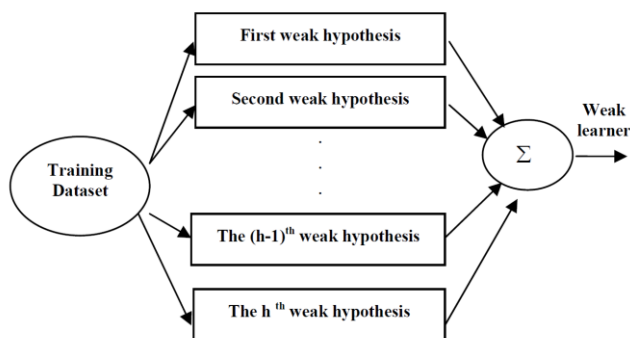 First weak hypothesis
Second weak hypothesis
Weak
learner
Training
Dataset
Σ
The (h-1)th weak hypothesis
The h th weak hypothesis